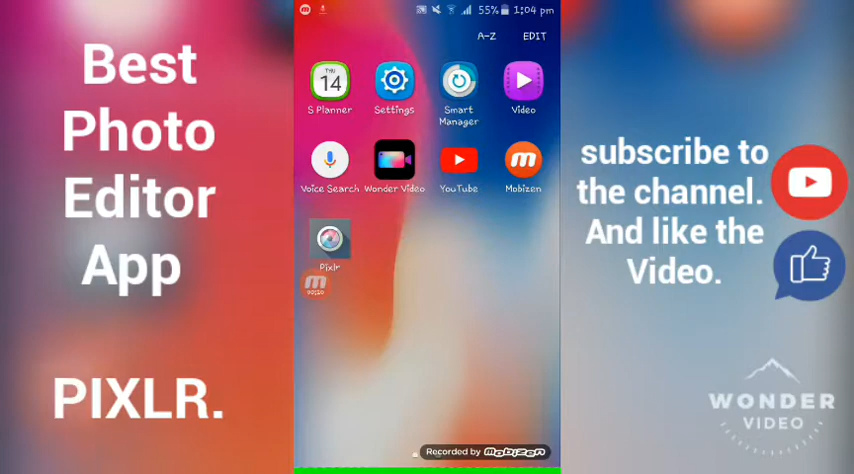 Best
Photo
Editor
App
PIXLR.
55% 1:04 pm
A-Z EDIT
THU
14
S Planner
Settings
Smart
Manager
Video
Voice Search
Wonder Video
YouTube
Mobizen
Pixlr
Recorded by mobizen
subscribe to
the channel.
And like the
Video.
WONDER
VIDEO